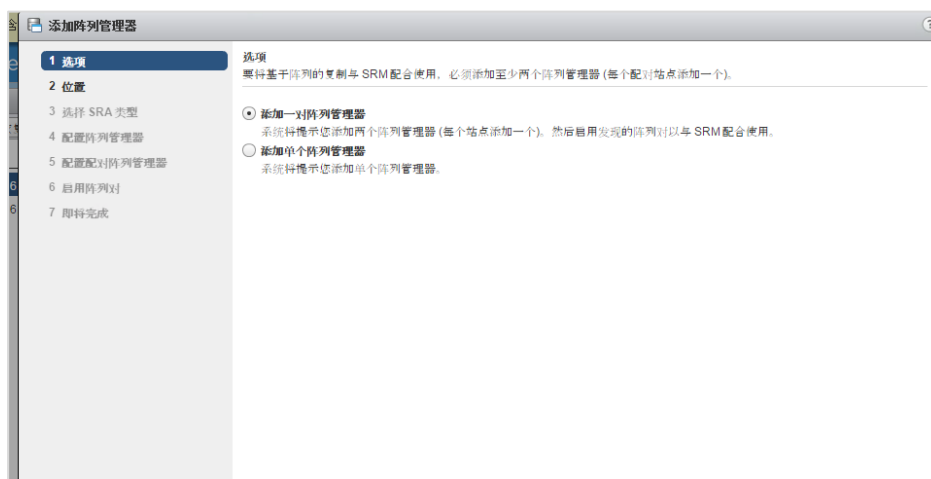 添加阵列管理器
1 选项
2 位置
3 选择 SRA 类型
4 配置阵列管理器
5 配置配对阵列管理器
6 启用阵列对
7 即将完成
选项
要将基于阵列的复制与 SRM 配合使用，必须添加至少两个阵列管理器 (每个配对站点添加一个)。
添加一对阵列管理器
系统将提示您添加两个阵列管理器 (每个站点添加一个)。然后启用发现的阵列对以与 SRM 配合使用。
添加单个阵列管理器
系统将提示您添加单个阵列管理器。